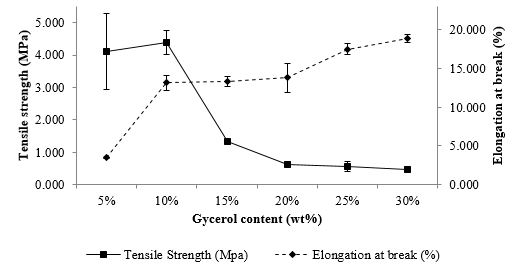 5.000
4.000
3.000
2.000
1.000
0.000
Tensile strength (MPa)
20.000
15.000
10.000
5.000
0.000
Elongation at break (%)
5% 10% 15% 20% 25% 30%
Gycerol content (wt%)
Tensile Strength (Mpa) Elongation at break (%)